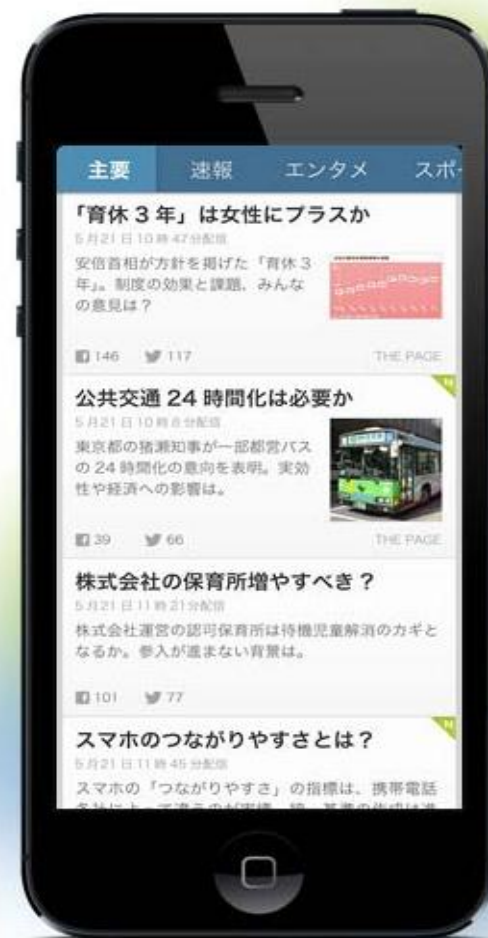 主要 速報 エンタメ スポ
「育休3年」は女性にプラスか
5月21日10時47分配信
安倍首相が方針を掲げた「育休3
年」。制度の効果と課題、みんな
の意見は?
146 117 THE PAGE
公共交通24時間化は必要か
5月21日10時8分配信
東京都の猪瀬知事が一部都営バス
の24時間化の意向を表明。実効
性や経済への影響は。
39 66 THE PAGE
株式会社の保育所増やすべき?
5月21日11時21分配信
株式会社運営の認可保育所は待機児童解消のカギと
なるか。参入が進まない背景は。
101 77
スマホのつながりやすさとは?
5月21日11時45分配信
スマホの「つながりやすさ」の指標は、携帯電話